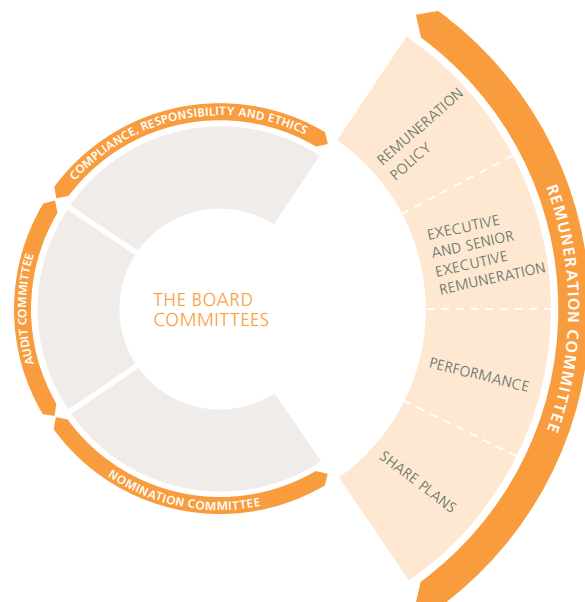 COMPLIANCE, RESPONSIBILITY AND ETHICS
AUDIT COMMITTEE
NOMINATION COMMITTEE
THE BOARD
COMMITTEES
REMUNERATION
POLICY
EXECUTIVE
AND SENIOR
EXECUTIVE
REMUNERATION
PERFORMANCE
SHARE PLANS
REMUNERATION COMMITTEE